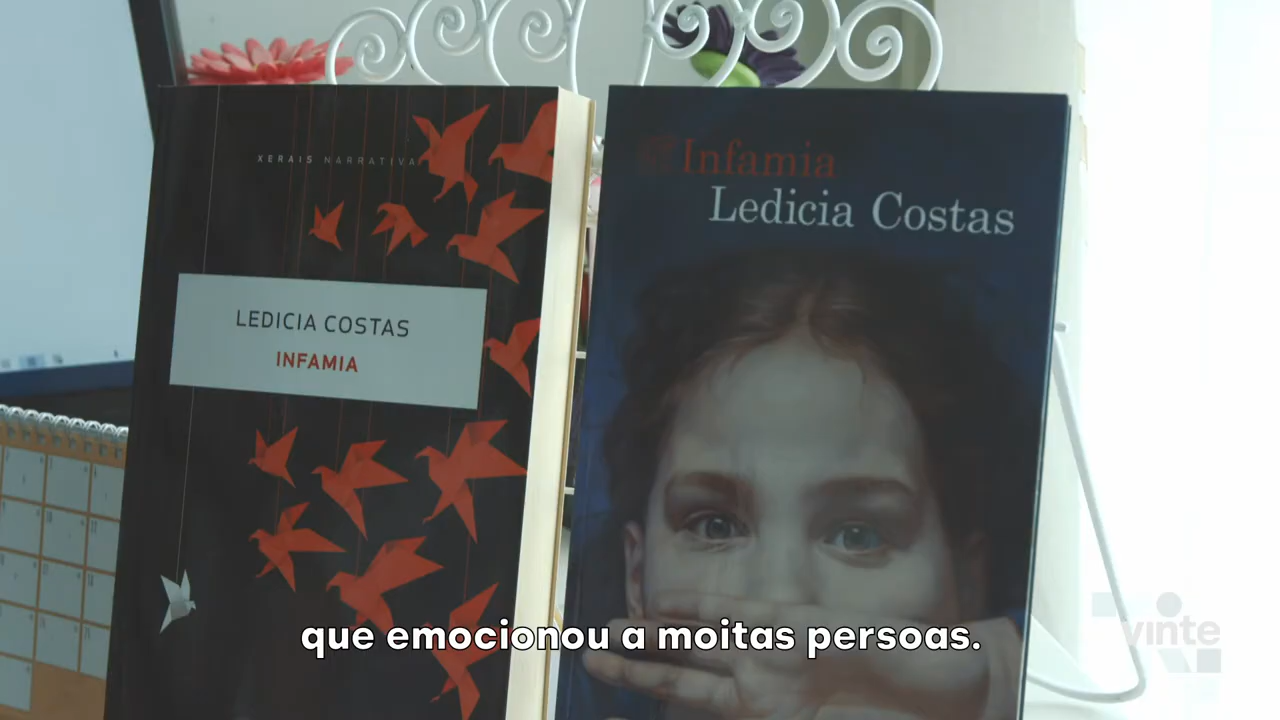 XERAIS NARRATIVA
LEDICIA COSTAS
INFAMIA
Infamia
Ledicia Costas
que emocionou a moitas persoas.
vinte